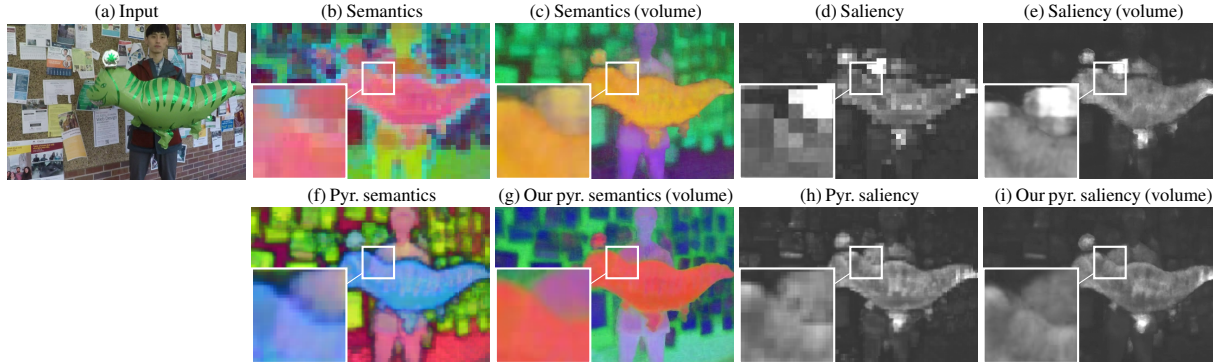 (a) Input
(b) Semantics
(c) Semantics (volume)
(d) Saliency
(e) Saliency (volume)
(f) Pyr. semantics
(g) Our pyr. semantics (volume)
(h) Pyr. saliency
(i) Our pyr. saliency (volume)